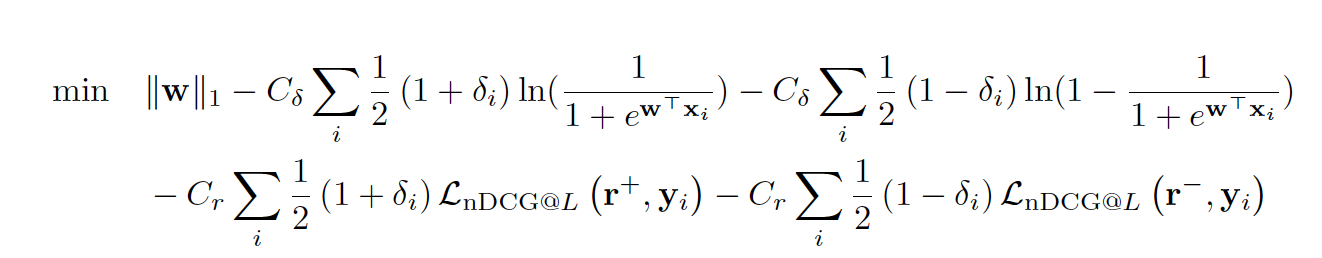 min ‖w‖₁ − C_δ ∑_i 1/2 (1 + δ_i) ln(1/(1 + e^{w^⊤x_i})) − C_δ ∑_i 1/2 (1 − δ_i) ln(1 − 1/(1 + e^{w^⊤x_i}))
− C_r ∑_i 1/2 (1 + δ_i) 𝓛_{nDCG@L} (r⁺, y_i) − C_r ∑_i 1/2 (1 − δ_i) 𝓛_{nDCG@L} (r⁻, y_i)